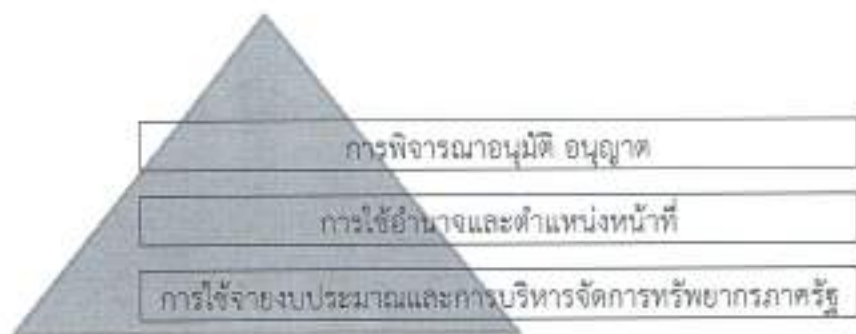 การพิจารณาอนุมัติ อนุญาต
การใช้อำนาจและตำแหน่งหน้าที่
การใช้จ่ายงบประมาณและการบริหารจัดการทรัพยากรภาครัฐ